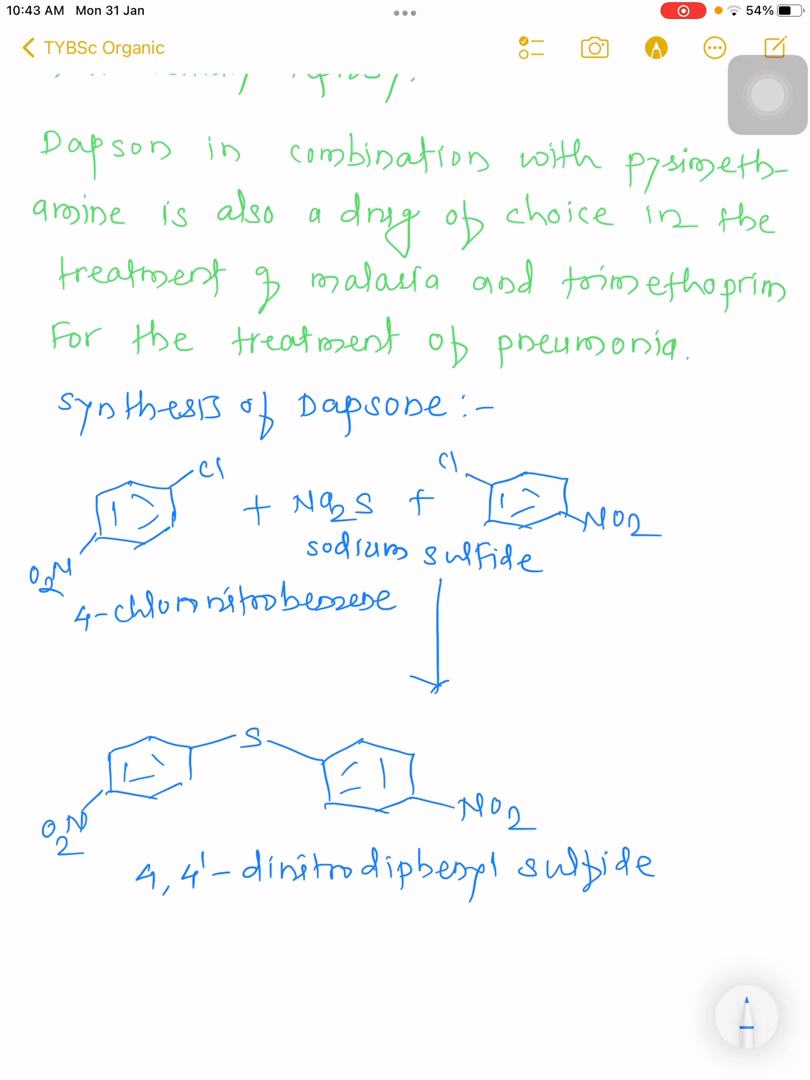 10:43 AM Mon 31 Jan
54%
TYBSc Organic
Dapson in combination with pyrimeth-
amine is also a drug of choice in the
treatment of malaria and trimethoprim
For the treatment of pneumonia.
Synthesis of Dapsone :-
Cl + Na2S + Cl
O2N NO2
sodium sulfide
4-chloronitrobenzene
S
O2N NO2
4,4'-dinitrodiphenyl sulfide